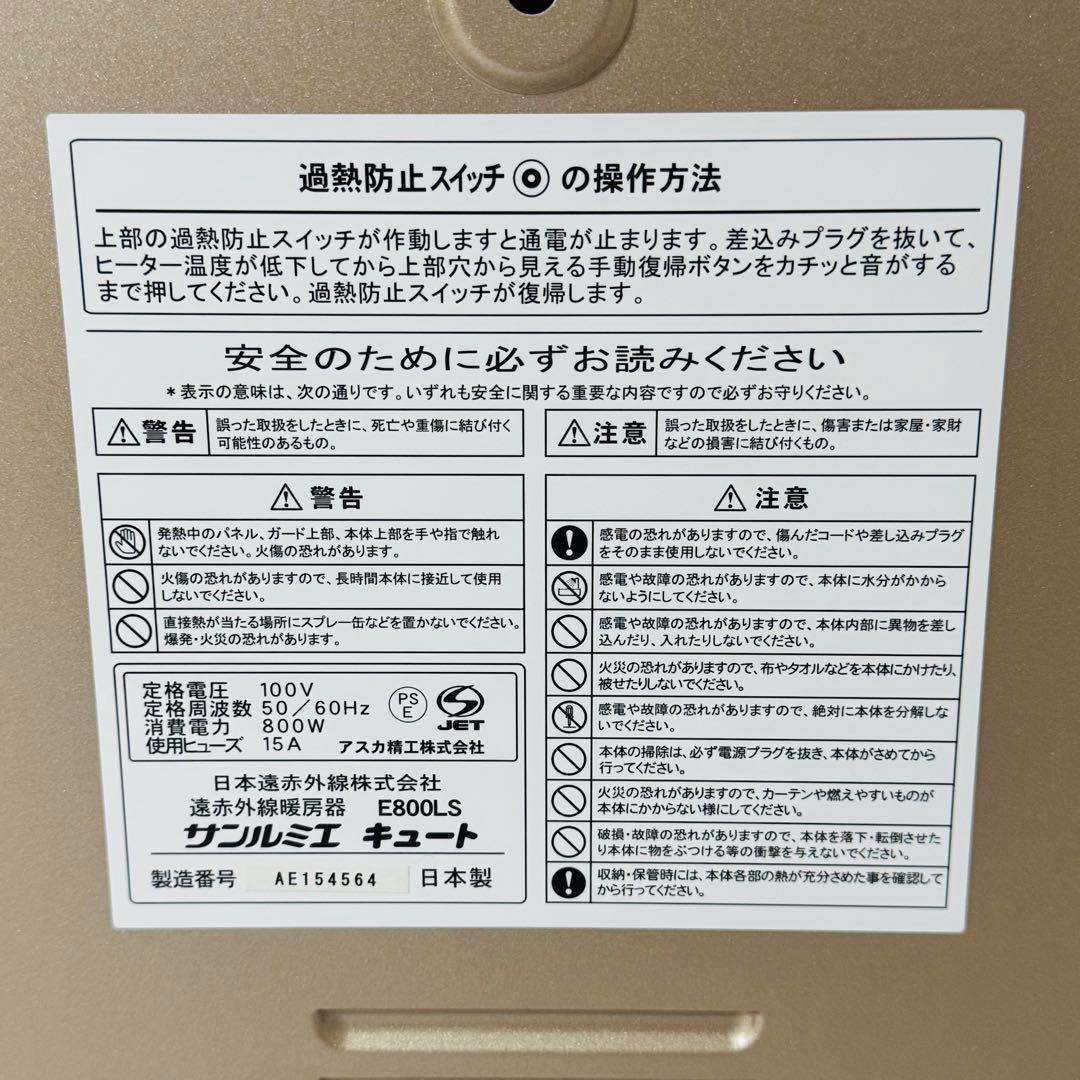 過熱防止スイッチ の操作方法
上部の過熱防止スイッチが作動しますと通電が止まります。差込みプラグを抜いて、
ヒーター温度が低下してから上部穴から見える手動復帰ボタンをカチッと音がする
まで押してください。過熱防止スイッチが復帰します。
安全のために必ずお読みください
*表示の意味は、次の通りです。いずれも安全に関する重要な内容ですので必ずお守りください。
警告
誤った取扱をしたときに、死亡や重傷に結び付く
可能性のあるもの。
注意
誤った取扱をしたときに、傷害または家屋・家財
などの損害に結び付くもの。
警告
発熱中のパネル、ガード上部、本体上部を手や指で触れ
ないでください。火傷の恐れがあります。
火傷の恐れがありますので、長時間本体に接近して使用
しないでください。
直接熱が当たる場所にスプレー缶などを置かないでください。
爆発・火災の恐れがあります。
定格電圧 100V
定格周波数 50/60Hz
消費電力 800W
使用ヒューズ 15A
PS
E
JET
アスカ精工株式会社
日本遠赤外線株式会社
遠赤外線暖房器 E800LS
サンルミエ キュート
製造番号 AE154564 日本製
注意
感電の恐れがありますので、傷んだコードや差し込みプラグ
をそのまま使用しないでください。
感電や故障の恐れがありますので、本体に水分がかから
ないようにしてください。
感電や故障の恐れがありますので、本体内部に異物を差し
込んだり、入れたりしないでください。
火災の恐れがありますので、布やタオルなどを本体にかけたり、
被せたりしないでください。
感電や故障の恐れがありますので、絶対に本体を分解しな
いでください。
本体の掃除は、必ず電源プラグを抜き、本体がさめてから
行ってください。
火災の恐れがありますので、カーテンや燃えやすいものが
本体にかからない様にしてください。
破損・故障の恐れがありますので、本体を落下・転倒させた
り本体に物をぶつける等の衝撃を与えないでください。
収納・保管時には、本体各部の熱が充分さめた事を確認して
から行ってください。